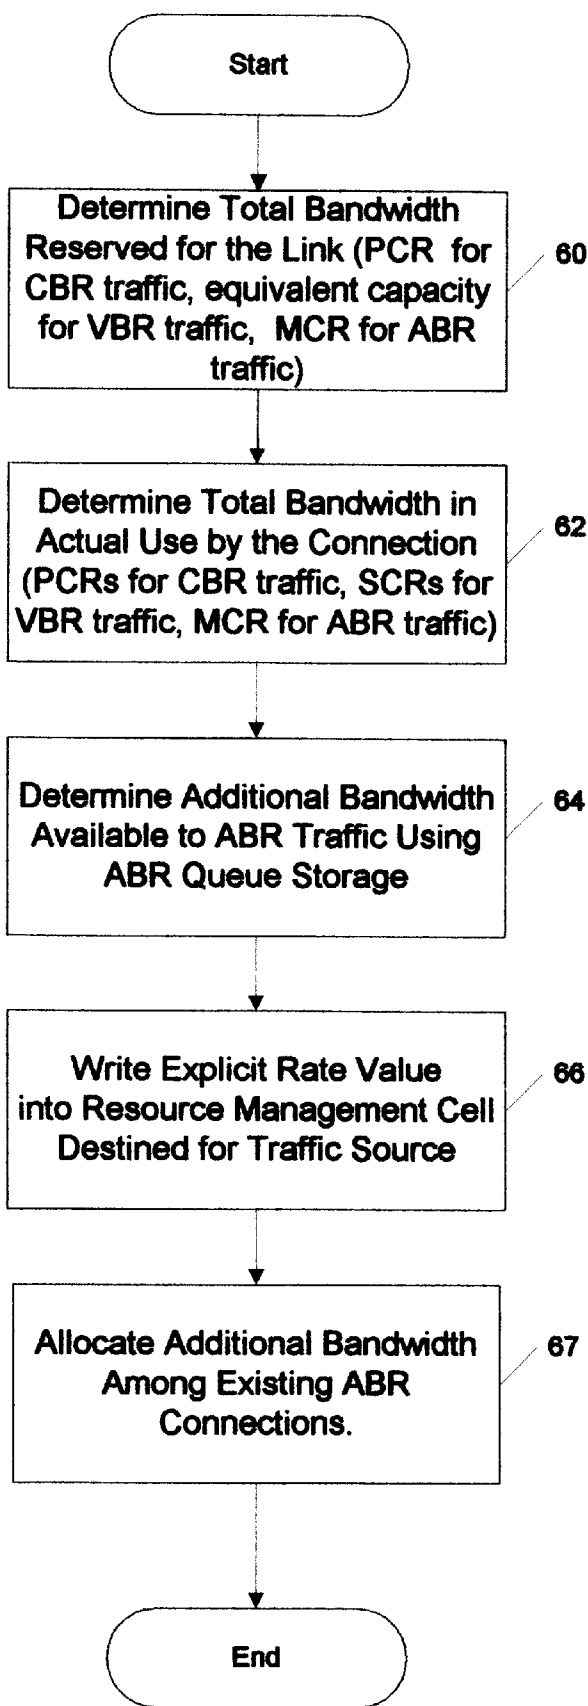 Start
Determine Total Bandwidth
Reserved for the Link (PCR for
CBR traffic, equivalent capacity
for VBR traffic, MCR for ABR
traffic)
60
Determine Total Bandwidth in
Actual Use by the Connection
(PCRs for CBR traffic, SCRs for
VBR traffic, MCR for ABR traffic)
62
Determine Additional Bandwidth
Available to ABR Traffic Using
ABR Queue Storage
64
Write Explicit Rate Value
into Resource Management Cell
Destined for Traffic Source
66
Allocate Additional Bandwidth
Among Existing ABR
Connections.
67
End